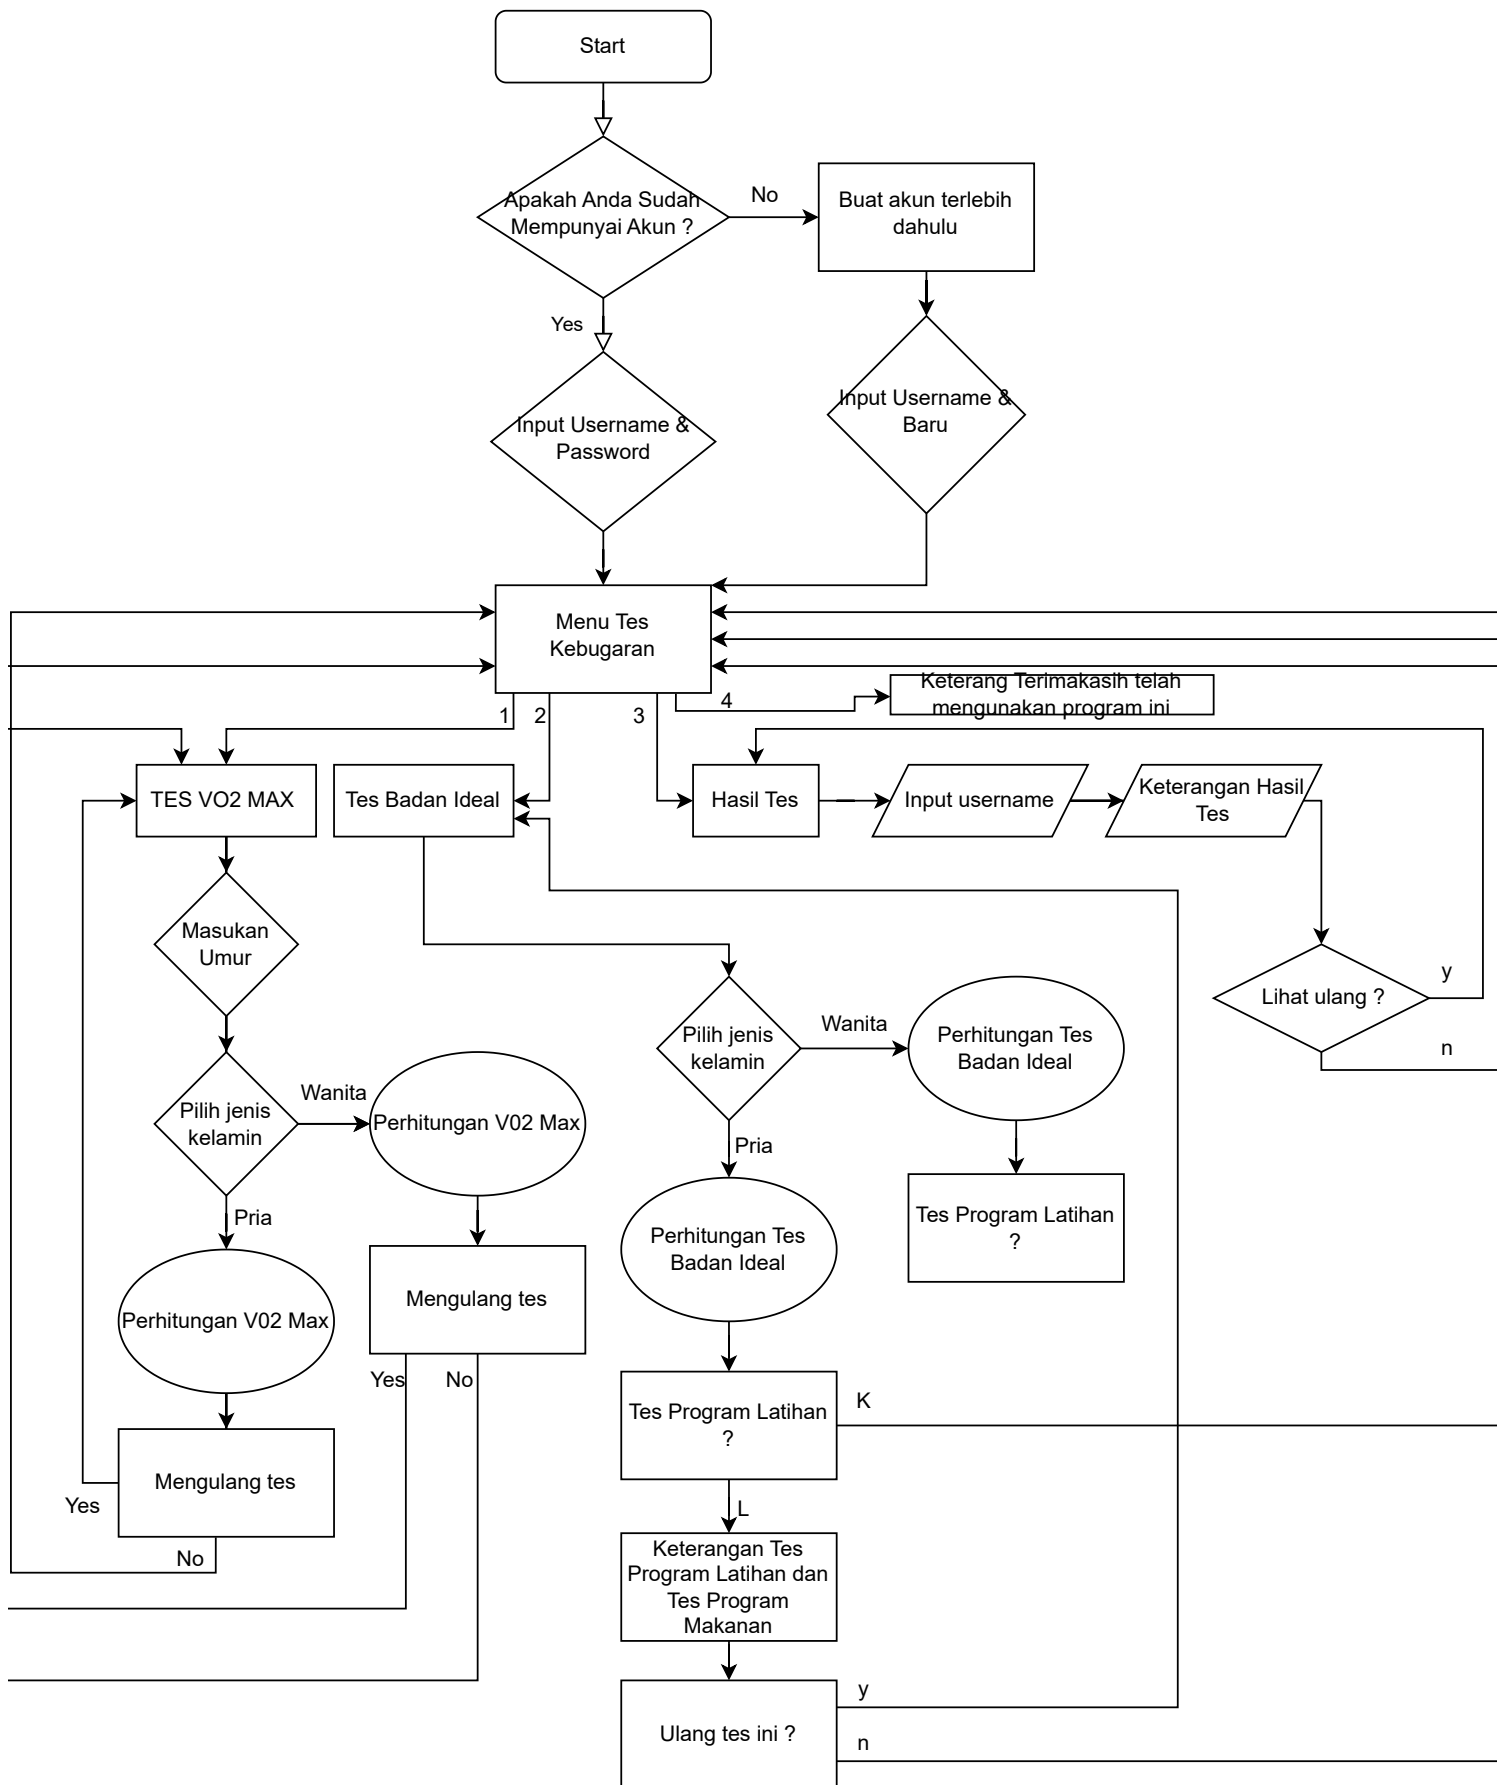 Start
Apakah Anda Sudah
Mempunyai Akun ?
No
Buat akun terlebih
dahulu
Yes
Input Username &
Password
Input Username &
Baru
Menu Tes
Kebugaran
1
2
3
4
Keterang Terimakasih telah
mengunakan program ini
TES VO2 MAX
Tes Badan Ideal
Hasil Tes
Input username
Keterangan Hasil
Tes
Masukan
Umur
Lihat ulang ?
y
n
Pilih jenis
kelamin
Wanita
Perhitungan Tes
Badan Ideal
Pria
Tes Program Latihan
?
Pilih jenis
kelamin
Wanita
Perhitungan V02 Max
Pria
Perhitungan V02 Max
Mengulang tes
Yes
No
Mengulang tes
Yes
No
Perhitungan Tes
Badan Ideal
Tes Program Latihan
?
K
L
Keterangan Tes
Program Latihan dan
Tes Program
Makanan
Ulang tes ini ?
y
n